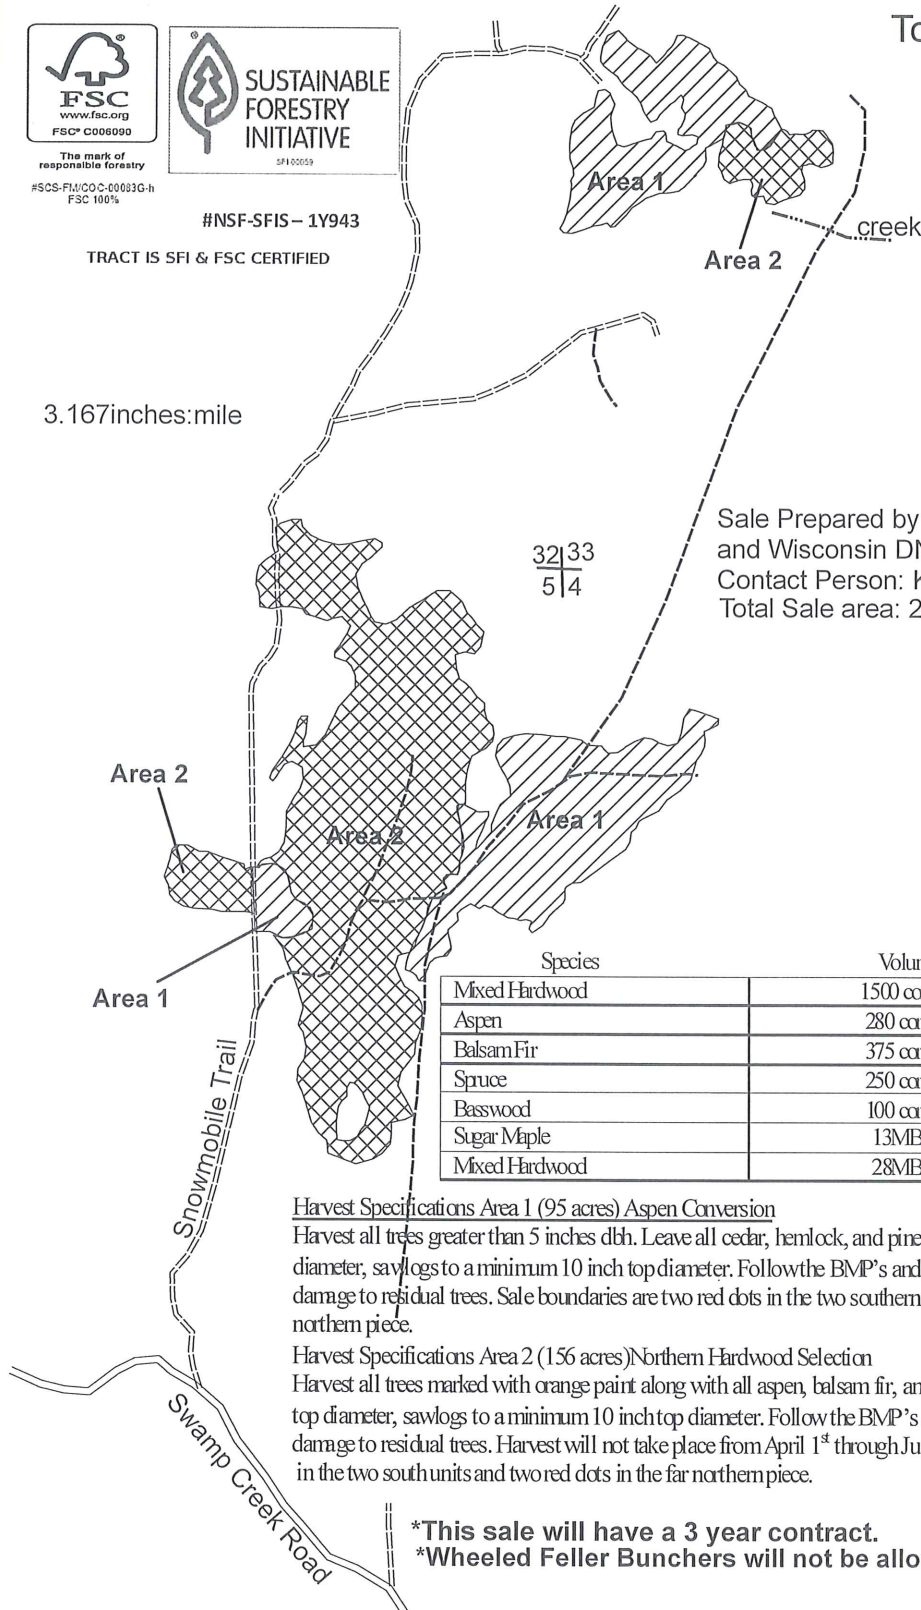 FSC
www.fsc.org
FSC® C006090
The mark of
responsible forestry
#SCS-FM/COC-00083G-h
FSC 100%
SUSTAINABLE
FORESTRY
INITIATIVE
SFI-00059
#NSF-SFIS – 1Y943
TRACT IS SFI & FSC CERTIFIED
To
Area 1
creek
Area 2
3.167inches:mile
Sale Prepared by
and Wisconsin DN
Contact Person: K
Total Sale area: 2
32 33
5 4
Area 2
Area 2
Area 1
Area 1
Species Volu
Mixed Hardwood 1500 co
Aspen 280 cor
Balsam Fir 375 cor
Spruce 250 cor
Basswood 100 cor
Sugar Maple 13MB
Mixed Hardwood 28MB
Snowmobile Trail
Harvest Specifications Area 1 (95 acres) Aspen Conversion
Harvest all trees greater than 5 inches dbh. Leave all cedar, hemlock, and pine
diameter, sawlogs to a minimum 10 inch top diameter. Follow the BMP's and
damage to residual trees. Sale boundaries are two red dots in the two southern
northern piece.
Harvest Specifications Area 2 (156 acres)Northern Hardwood Selection
Harvest all trees marked with orange paint along with all aspen, balsam fir, an
top diameter, sawlogs to a minimum 10 inch top diameter. Follow the BMP's
damage to residual trees. Harvest will not take place from April 1st through Ju
in the two south units and two red dots in the far northern piece.
Swamp Creek Road
*This sale will have a 3 year contract.
*Wheeled Feller Bunchers will not be allo